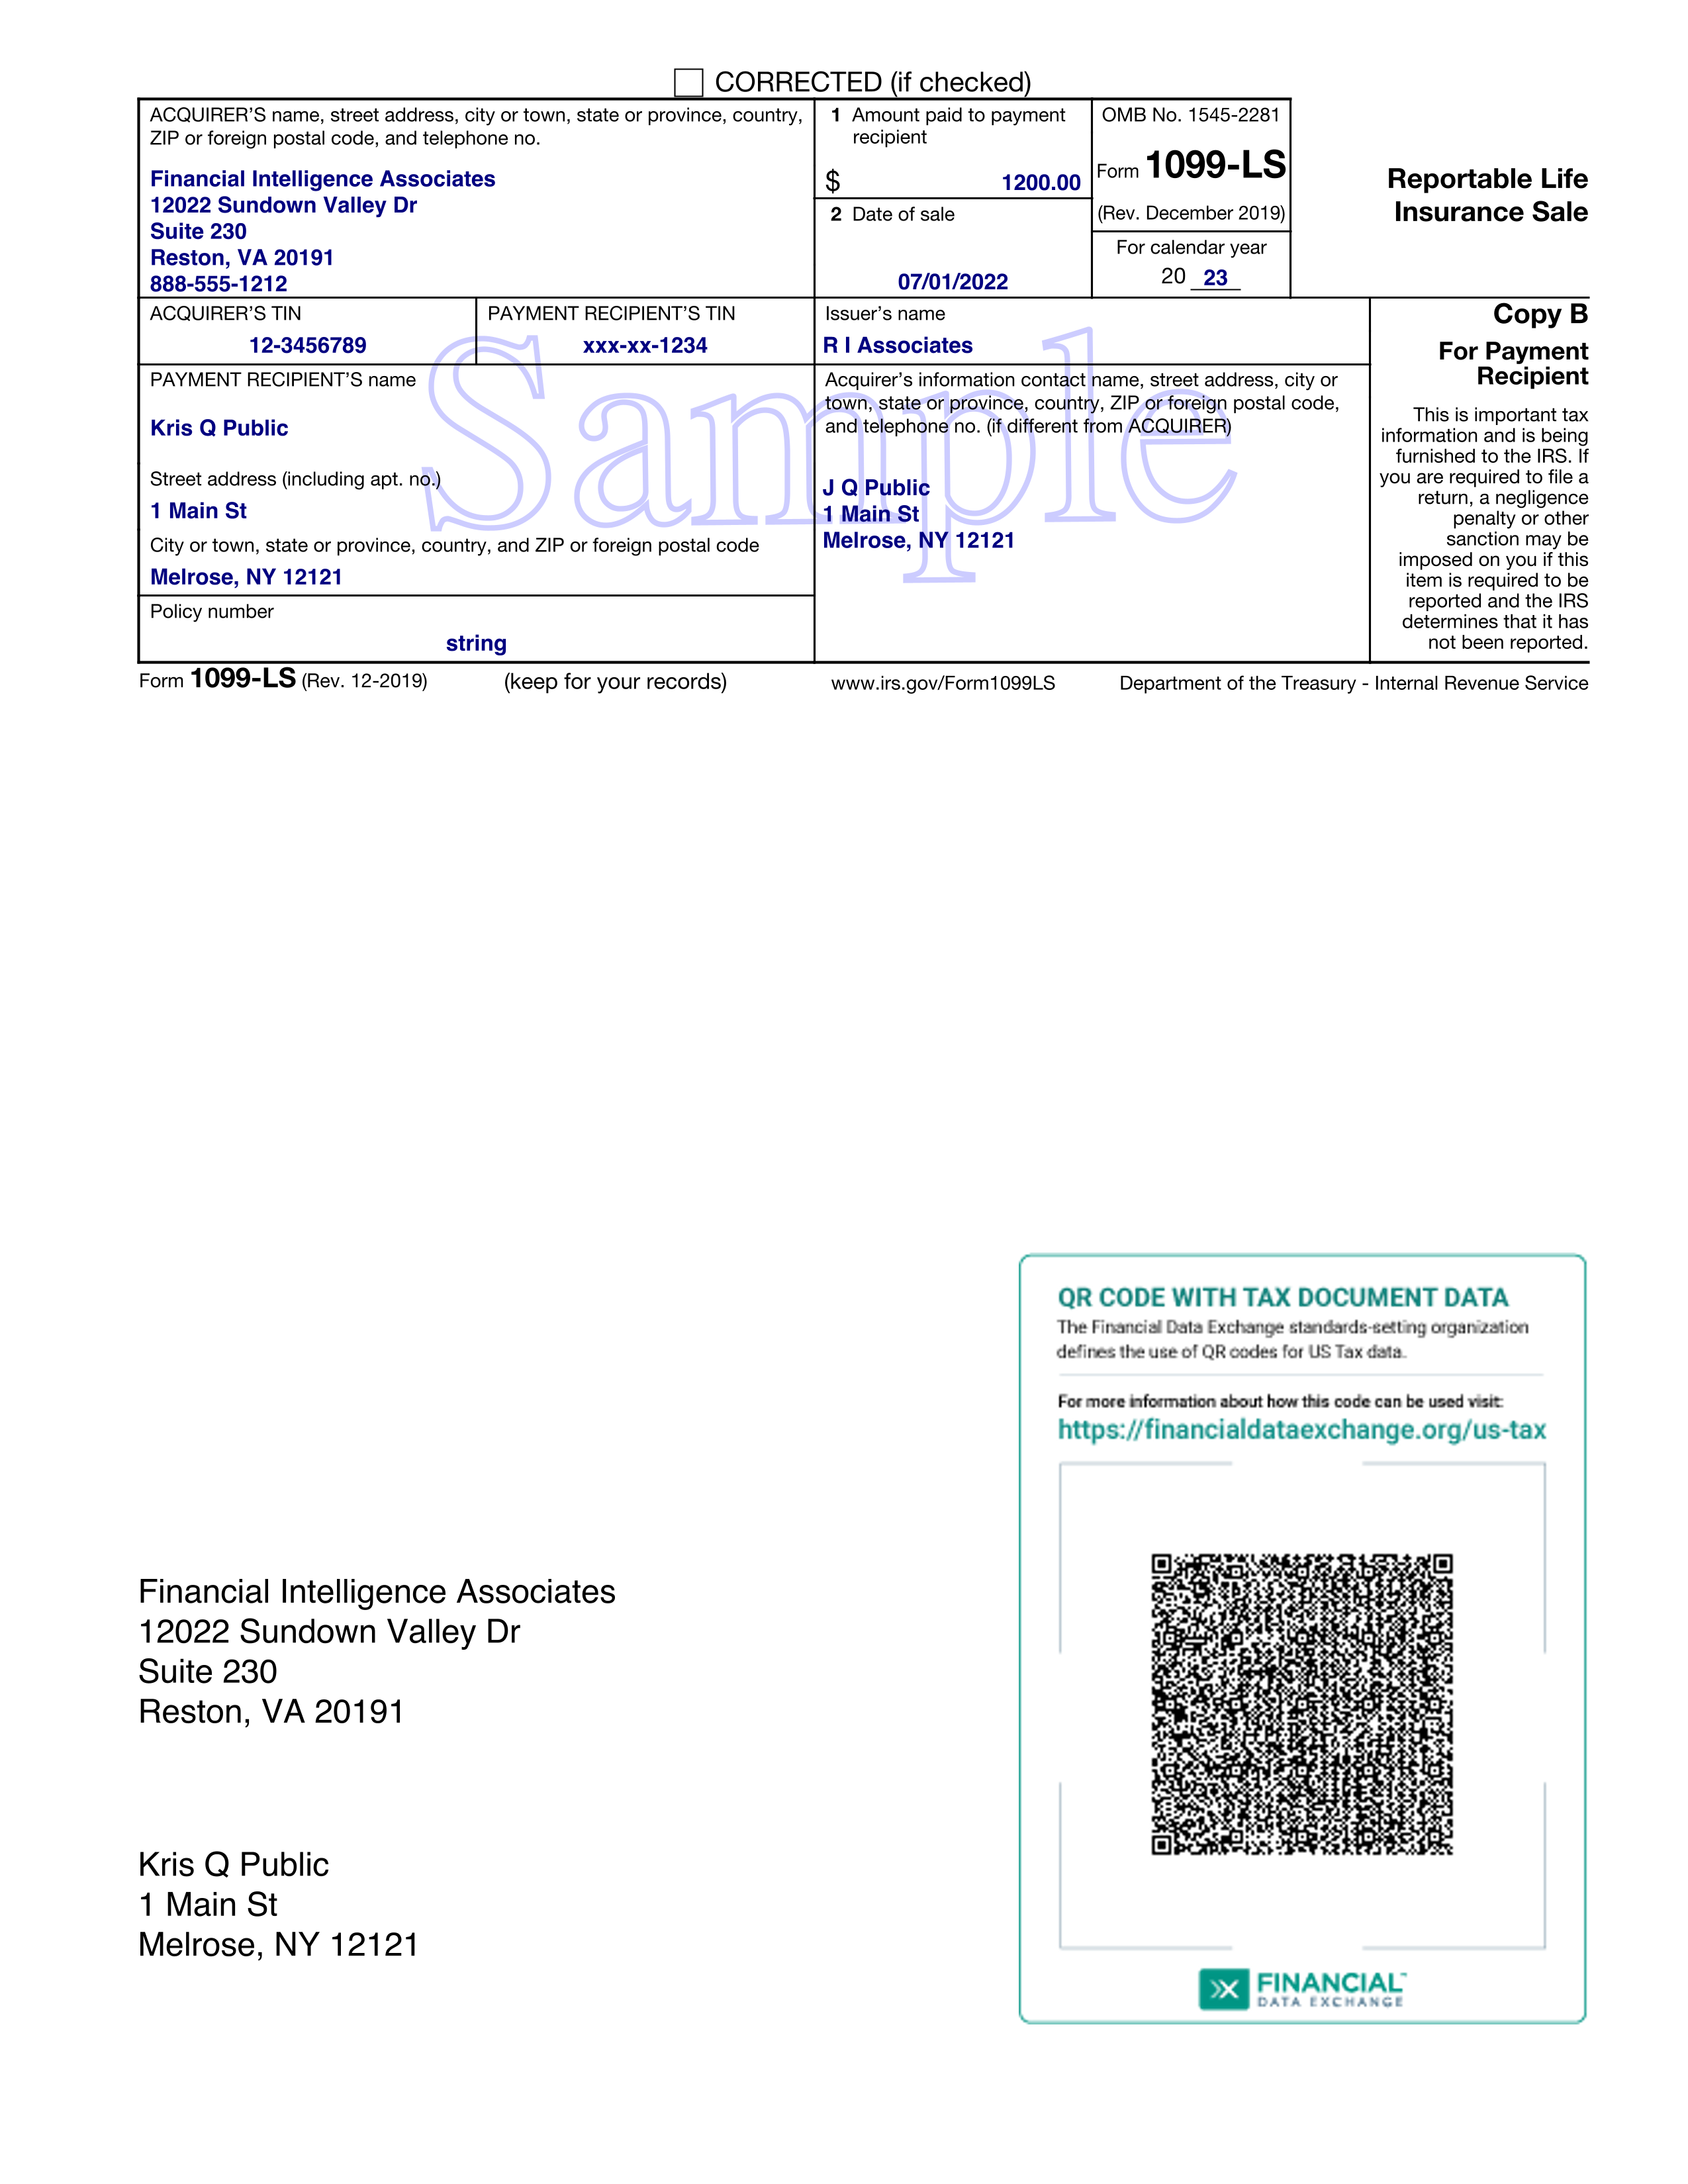 CORRECTED (if checked)
ACQUIRER'S name, street address, city or town, state or province, country,
ZIP or foreign postal code, and telephone no.
Financial Intelligence Associates
12022 Sundown Valley Dr
Suite 230
Reston, VA 20191
888-555-1212
1 Amount paid to payment
recipient
$ 1200.00
2 Date of sale
07/01/2022
OMB No. 1545-2281
Form 1099-LS
(Rev. December 2019)
For calendar year
20 23
Reportable Life
Insurance Sale
ACQUIRER'S TIN
12-3456789
PAYMENT RECIPIENT'S TIN
xxx-xx-1234
Issuer's name
R I Associates
Copy B
For Payment
Recipient
This is important tax
information and is being
furnished to the IRS. If
you are required to file a
return, a negligence
penalty or other
sanction may be
imposed on you if this
item is required to be
reported and the IRS
determines that it has
not been reported.
PAYMENT RECIPIENT'S name
Kris Q Public
Street address (including apt. no.)
1 Main St
City or town, state or province, country, and ZIP or foreign postal code
Melrose, NY 12121
Acquirer's information contact name, street address, city or
town, state or province, country, ZIP or foreign postal code,
and telephone no. (if different from ACQUIRER)
J Q Public
1 Main St
Melrose, NY 12121
Policy number
string
Sample
Form 1099-LS (Rev. 12-2019) (keep for your records) www.irs.gov/Form1099LS Department of the Treasury - Internal Revenue Service
QR CODE WITH TAX DOCUMENT DATA
The Financial Data Exchange standards-setting organization
defines the use of QR codes for US Tax data.
For more information about how this code can be used visit:
https://financialdataexchange.org/us-tax
FINANCIAL™
DATA EXCHANGE
Financial Intelligence Associates
12022 Sundown Valley Dr
Suite 230
Reston, VA 20191
Kris Q Public
1 Main St
Melrose, NY 12121